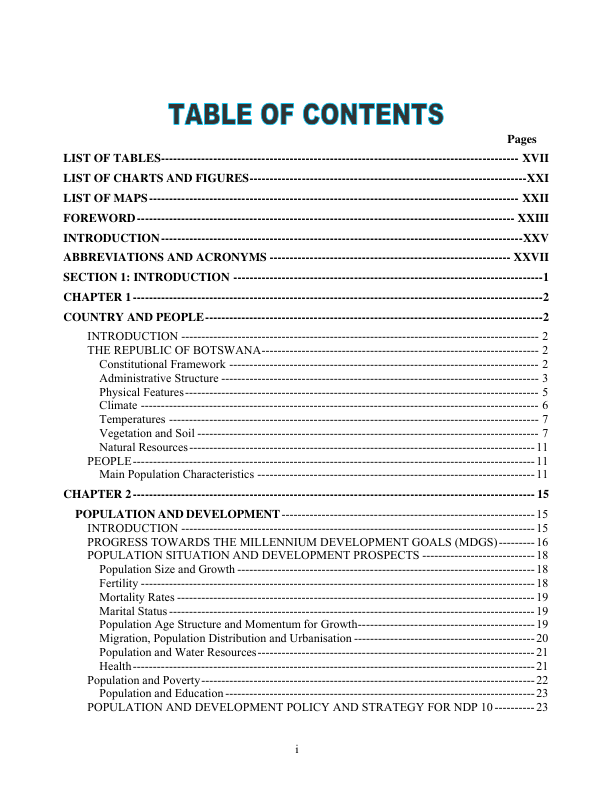 TABLE OF CONTENTS
Pages
LIST OF TABLES------------------------------------------------------------------------------------------ XVII
LIST OF CHARTS AND FIGURES--------------------------------------------------------------------XXI
LIST OF MAPS--------------------------------------------------------------------------------------------- XXII
FOREWORD---------------------------------------------------------------------------------------------- XXIII
INTRODUCTION------------------------------------------------------------------------------------------XXV
ABBREVIATIONS AND ACRONYMS ------------------------------------------------------------ XXVII
SECTION 1: INTRODUCTION -----------------------------------------------------------------------------1
CHAPTER 1------------------------------------------------------------------------------------------------------2
COUNTRY AND PEOPLE------------------------------------------------------------------------------------2
INTRODUCTION ----------------------------------------------------------------------------------------- 2
THE REPUBLIC OF BOTSWANA--------------------------------------------------------------------- 2
Constitutional Framework ----------------------------------------------------------------------------- 2
Administrative Structure ------------------------------------------------------------------------------- 3
Physical Features---------------------------------------------------------------------------------------- 5
Climate --------------------------------------------------------------------------------------------------- 6
Temperatures -------------------------------------------------------------------------------------------- 7
Vegetation and Soil ------------------------------------------------------------------------------------- 7
Natural Resources--------------------------------------------------------------------------------------11
PEOPLE----------------------------------------------------------------------------------------------------11
Main Population Characteristics ---------------------------------------------------------------------11
CHAPTER 2---------------------------------------------------------------------------------------------------- 15
POPULATION AND DEVELOPMENT---------------------------------------------------------------15
INTRODUCTION ----------------------------------------------------------------------------------------15
PROGRESS TOWARDS THE MILLENNIUM DEVELOPMENT GOALS (MDGS)---------16
POPULATION SITUATION AND DEVELOPMENT PROSPECTS ----------------------------18
Population Size and Growth --------------------------------------------------------------------------18
Fertility --------------------------------------------------------------------------------------------------18
Mortality Rates -----------------------------------------------------------------------------------------19
Marital Status-------------------------------------------------------------------------------------------19
Population Age Structure and Momentum for Growth--------------------------------------------19
Migration, Population Distribution and Urbanisation ---------------------------------------------20
Population and Water Resources---------------------------------------------------------------------21
Health----------------------------------------------------------------------------------------------------21
Population and Poverty-----------------------------------------------------------------------------------22
Population and Education -----------------------------------------------------------------------------23
POPULATION AND DEVELOPMENT POLICY AND STRATEGY FOR NDP 10 ----------23
i